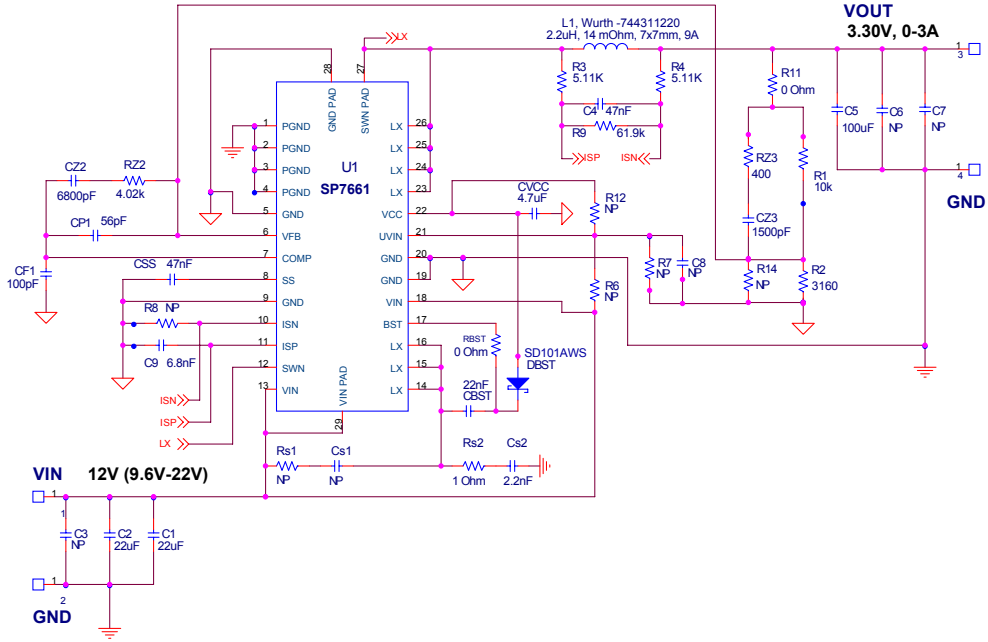 L1, Wurth -744311220
2.2uH, 14 mOhm, 7x7mm, 9A
VOUT
3.30V, 0-3A
LX
28
27
GND PAD
SWN PAD
R3
5.11K
R4
5.11K
C4 47nF
R9 61.9k
ISP ISN
R11
0 Ohm
RZ3
400
R1
10k
CZ3
1500pF
R14
NP
R2
3160
C5
100uF
C6
NP
C7
NP
1
3
1
4
GND
U1
SP7661
1 PGND
2 PGND
3 PGND
4 PGND
5 GND
6 VFB
7 COMP
8 SS
9 GND
10 ISN
11 ISP
12 SWN
13 VIN
LX 26
LX 25
LX 24
LX 23
VCC 22
UVIN 21
GND 20
GND 19
VIN 18
BST 17
LX 16
LX 15
LX 14
VIN PAD
29
CZ2
6800pF
RZ2
4.02k
CP1 56pF
CF1
100pF
CSS 47nF
R8 NP
C9 6.8nF
ISN
ISP
LX
CVCC
4.7uF
R12
NP
R7
NP
C8
NP
R6
NP
RBST
0 Ohm
SD101AWS
DBST
22nF
CBST
Rs1
NP
Cs1
NP
Rs2
1 Ohm
Cs2
2.2nF
VIN 12V (9.6V-22V)
1
1
C3
NP
C2
22uF
C1
22uF
1
2
GND